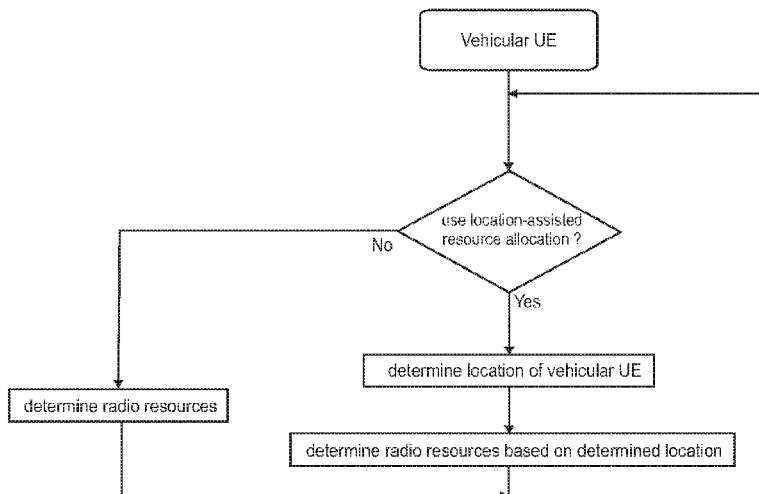 Vehicular UE
use location-assisted
resource allocation ?
No
Yes
determine location of vehicular UE
determine radio resources
determine radio resources based on determined location